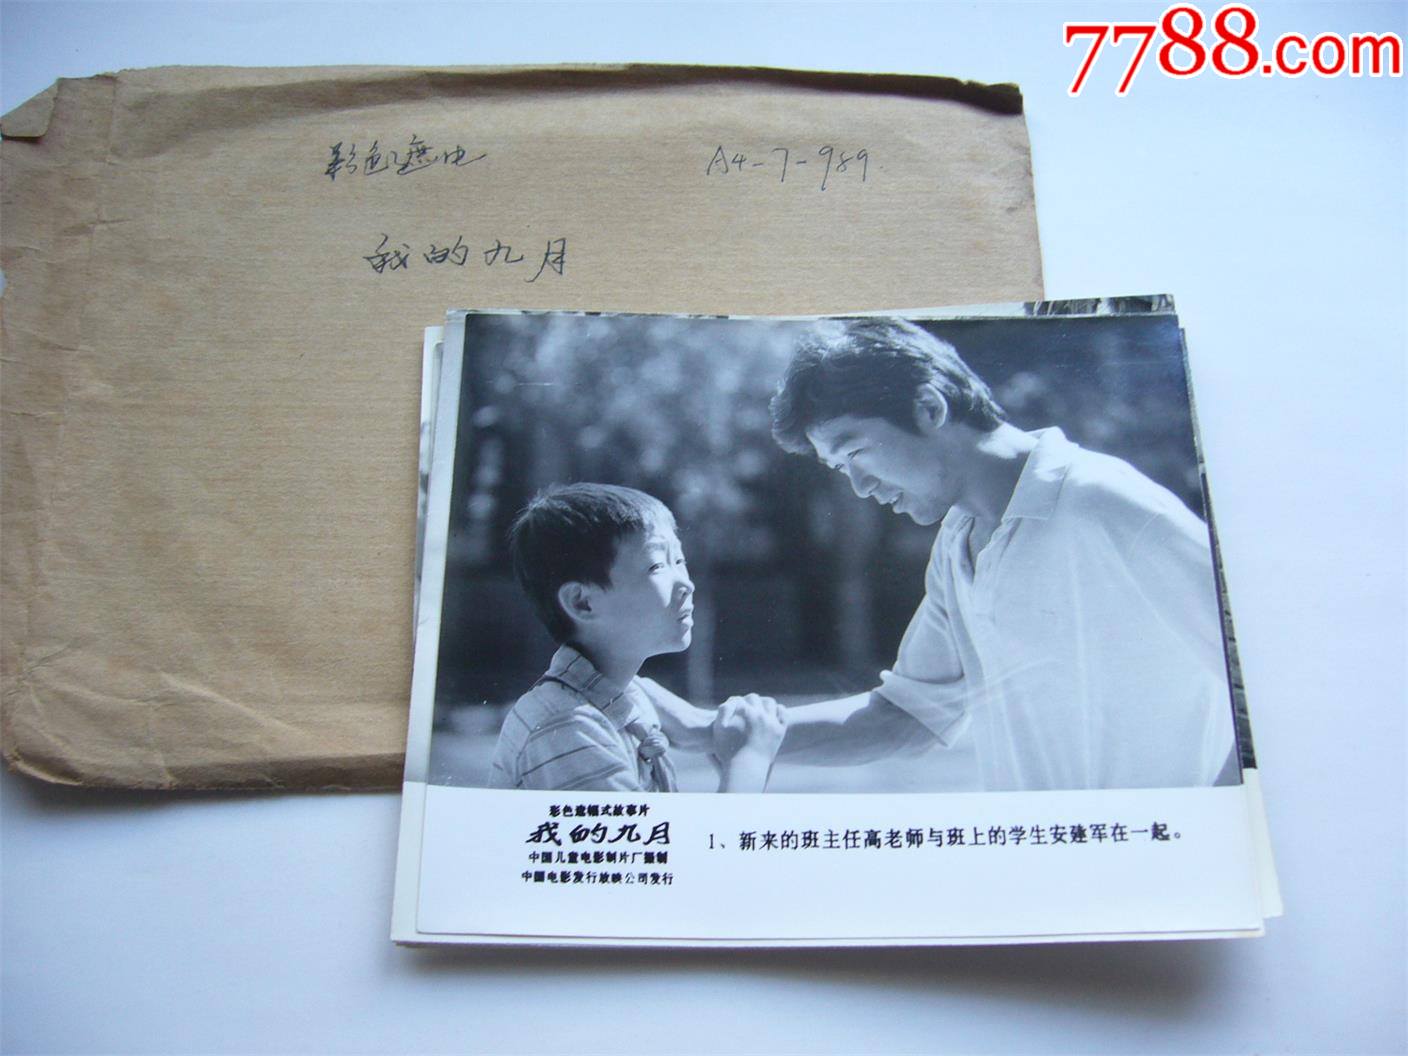 7788.com
彩色遮幅
A4-7-989.
我的九月
彩色遮幅式故事片
我的九月
中国儿童电影制片厂摄制
中国电影发行放映公司发行
1、新来的班主任高老师与班上的学生安建军在一起。